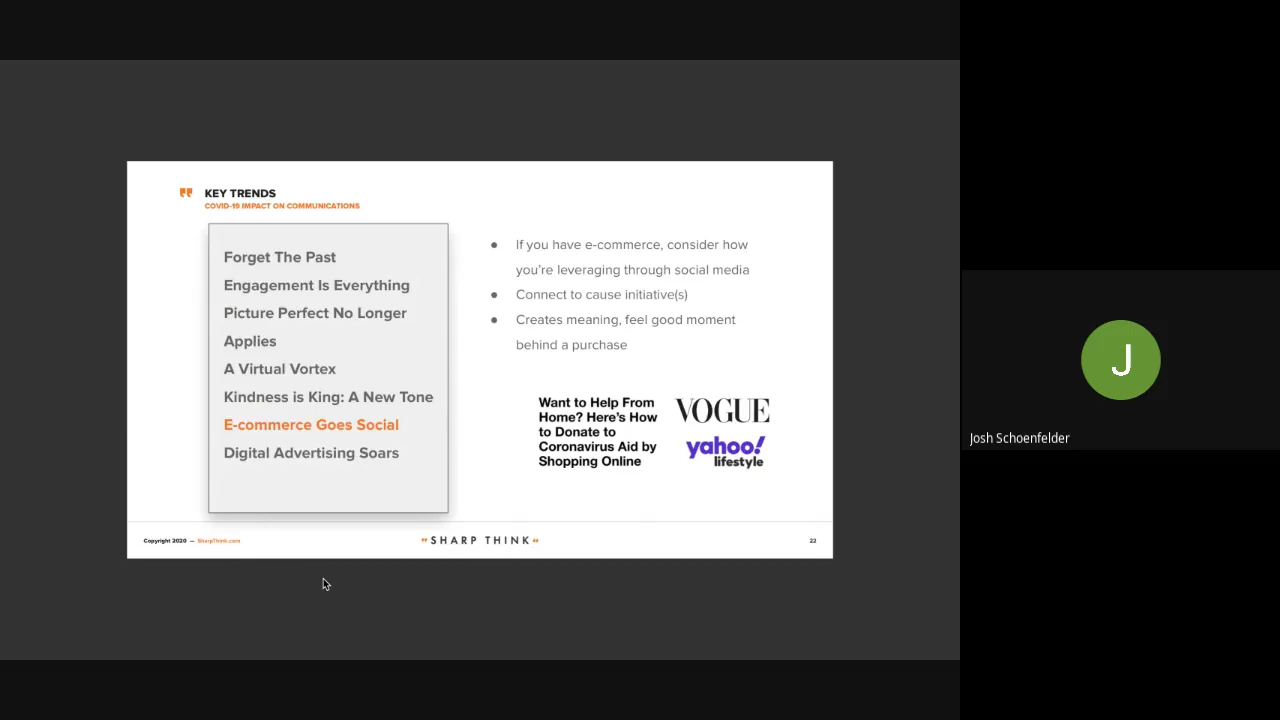 KEY TRENDS
COVID-19 IMPACT ON COMMUNICATIONS
Forget The Past
Engagement Is Everything
Picture Perfect No Longer
Applies
A Virtual Vortex
Kindness is King: A New Tone
E-commerce Goes Social
Digital Advertising Soars
● If you have e-commerce, consider how
you're leveraging through social media
● Connect to cause initiative(s)
● Creates meaning, feel good moment
behind a purchase
Want to Help From
Home? Here's How
to Donate to
Coronavirus Aid by
Shopping Online
VOGUE
yahoo!
lifestyle
Copyright 2020 — SharpThink.com
SHARP THINK
22
J
Josh Schoenfelder